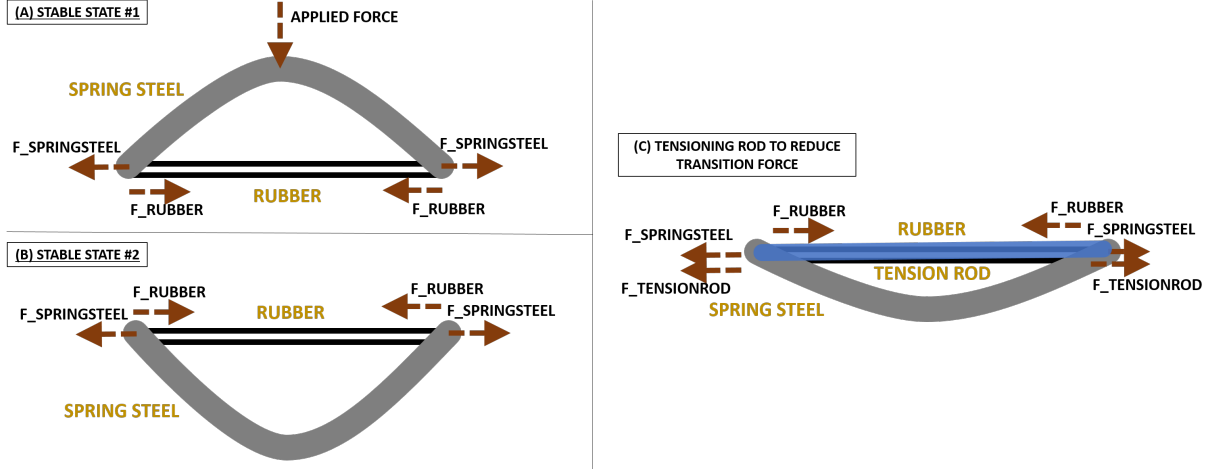 (A) STABLE STATE #1
APPLIED FORCE
SPRING STEEL
F_SPRINGSTEEL
F_SPRINGSTEEL
F_RUBBER
RUBBER
F_RUBBER
(B) STABLE STATE #2
F_RUBBER
RUBBER
F_RUBBER
F_SPRINGSTEEL
F_SPRINGSTEEL
SPRING STEEL
(C) TENSIONING ROD TO REDUCE
TRANSITION FORCE
F_RUBBER
RUBBER
F_RUBBER
F_SPRINGSTEEL
F_SPRINGSTEEL
TENSION ROD
F_TENSIONROD
F_TENSIONROD
SPRING STEEL